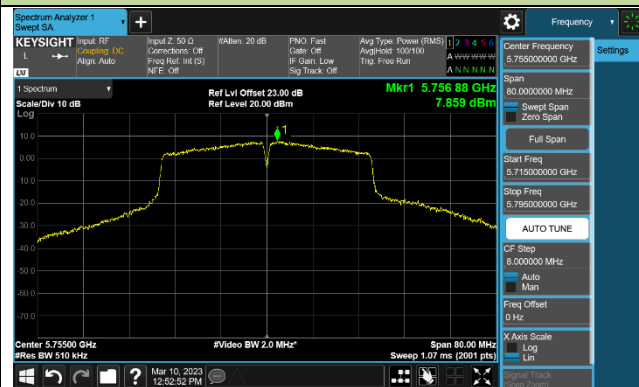 Spectrum Analyzer 1
Swept SA
Frequency
KEYSIGHT
Input: RF
Coupling: DC
Align: Auto
Input Z: 50 Ω
Corrections: Off
Freq Ref: Int (S)
NFE: Off
#Atten: 20 dB
PNO: Fast
Gate: Off
IF Gain: Low
Sig Track: Off
Avg Type: Power (RMS)
Avg|Hold: 100/100
Trig: Free Run
1 2 3 4 5 6
A W W W W W
A N N N N N
L
LXI
1 Spectrum
Scale/Div 10 dB
Log
Ref Lvl Offset 23.00 dB
Ref Level 20.00 dBm
Mkr1 5.756 88 GHz
7.859 dBm
1
10.0
0.00
-10.0
-20.0
-30.0
-40.0
-50.0
-60.0
-70.0
Center 5.75500 GHz
#Res BW 510 kHz
#Video BW 2.0 MHz*
Span 80.00 MHz
Sweep 1.07 ms (2001 pts)
Center Frequency
5.755000000 GHz
Settings
Span
80.0000000 MHz
Swept Span
Zero Span
Full Span
Start Freq
5.715000000 GHz
Stop Freq
5.795000000 GHz
AUTO TUNE
CF Step
8.000000 MHz
Auto
Man
Freq Offset
0 Hz
X Axis Scale
Log
Lin
Signal Track
(Span Zoom)
?
Mar 10, 2023
12:52:52 PM